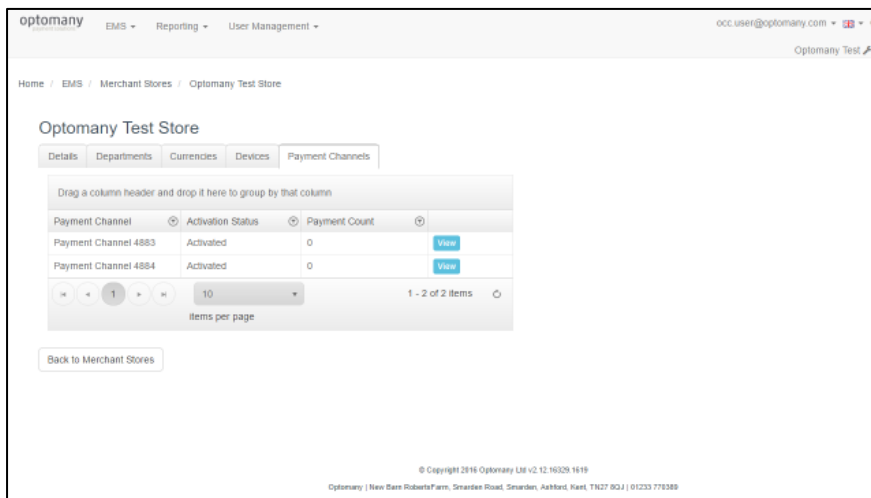 optomany
EMS Reporting User Management
occ.user@optomany.com
Optomany Test
Home / EMS / Merchant Stores / Optomany Test Store
Optomany Test Store
Details Departments Currencies Devices Payment Channels
Drag a column header and drop it here to group by that column
Payment Channel Activation Status Payment Count
Payment Channel 4883 Activated 0 View
Payment Channel 4884 Activated 0 View
1 10 1 - 2 of 2 items
items per page
Back to Merchant Stores
© Copyright 2016 Optomany Ltd v2.12.16329.1619
Optomany | New Barn Roberts Farm, Smarden Road, Smarden, Ashford, Kent, TN27 8QJ | 01233